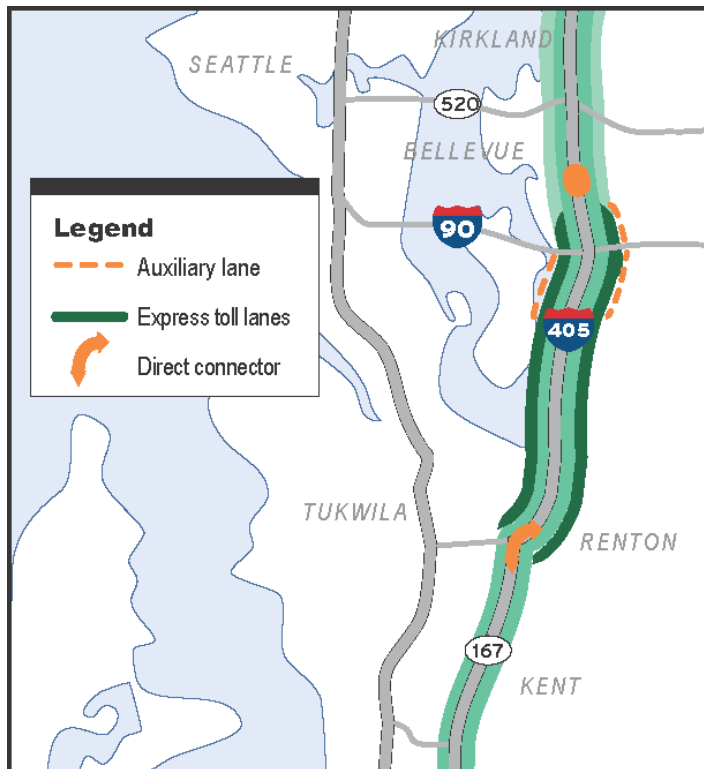 KIRKLAND
SEATTLE
520
BELLEVUE
Legend
90
Auxiliary lane
Express toll lanes
405
Direct connector
TUKWILA
RENTON
167
KENT